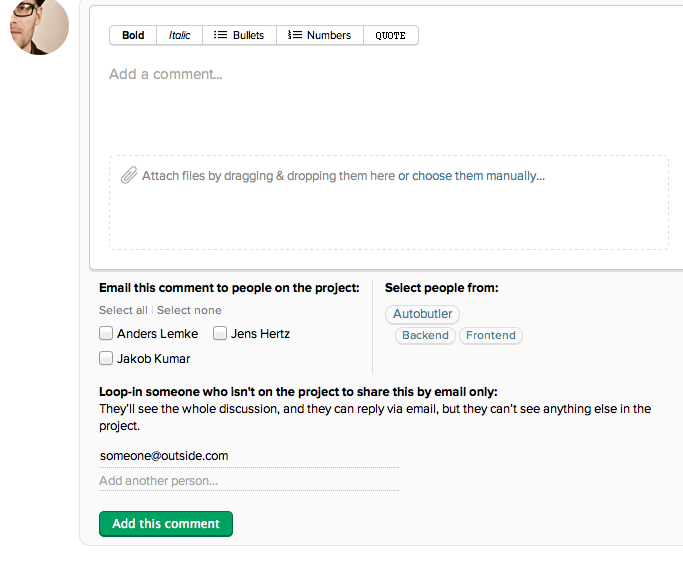 Bold Italic Bullets Numbers QUOTE
Add a comment...
Attach files by dragging & dropping them here or choose them manually...
Email this comment to people on the project:
Select all | Select none
Anders Lemke Jens Hertz
Jakob Kumar
Select people from:
Autobutler
Backend Frontend
Loop-in someone who isn't on the project to share this by email only:
They'll see the whole discussion, and they can reply via email, but they can't see anything else in the
project.
someone@outside.com
Add another person...
Add this comment